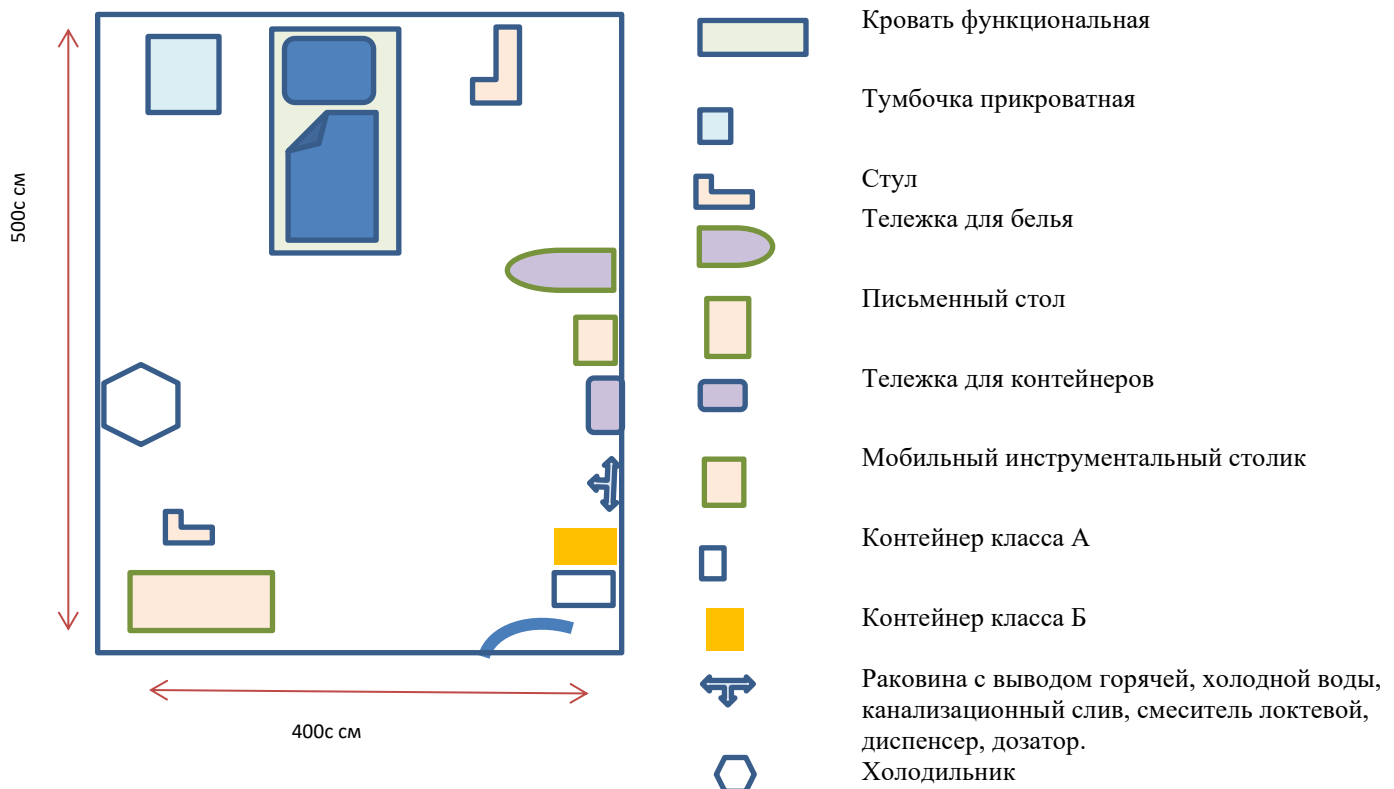 500с см
400с см
Кровать функциональная
Тумбочка прикроватная
Стул
Тележка для белья
Письменный стол
Тележка для контейнеров
Мобильный инструментальный столик
Контейнер класса А
Контейнер класса Б
Раковина с выводом горячей, холодной воды,
канализационный слив, смеситель локтевой,
диспенсер, дозатор.
Холодильник